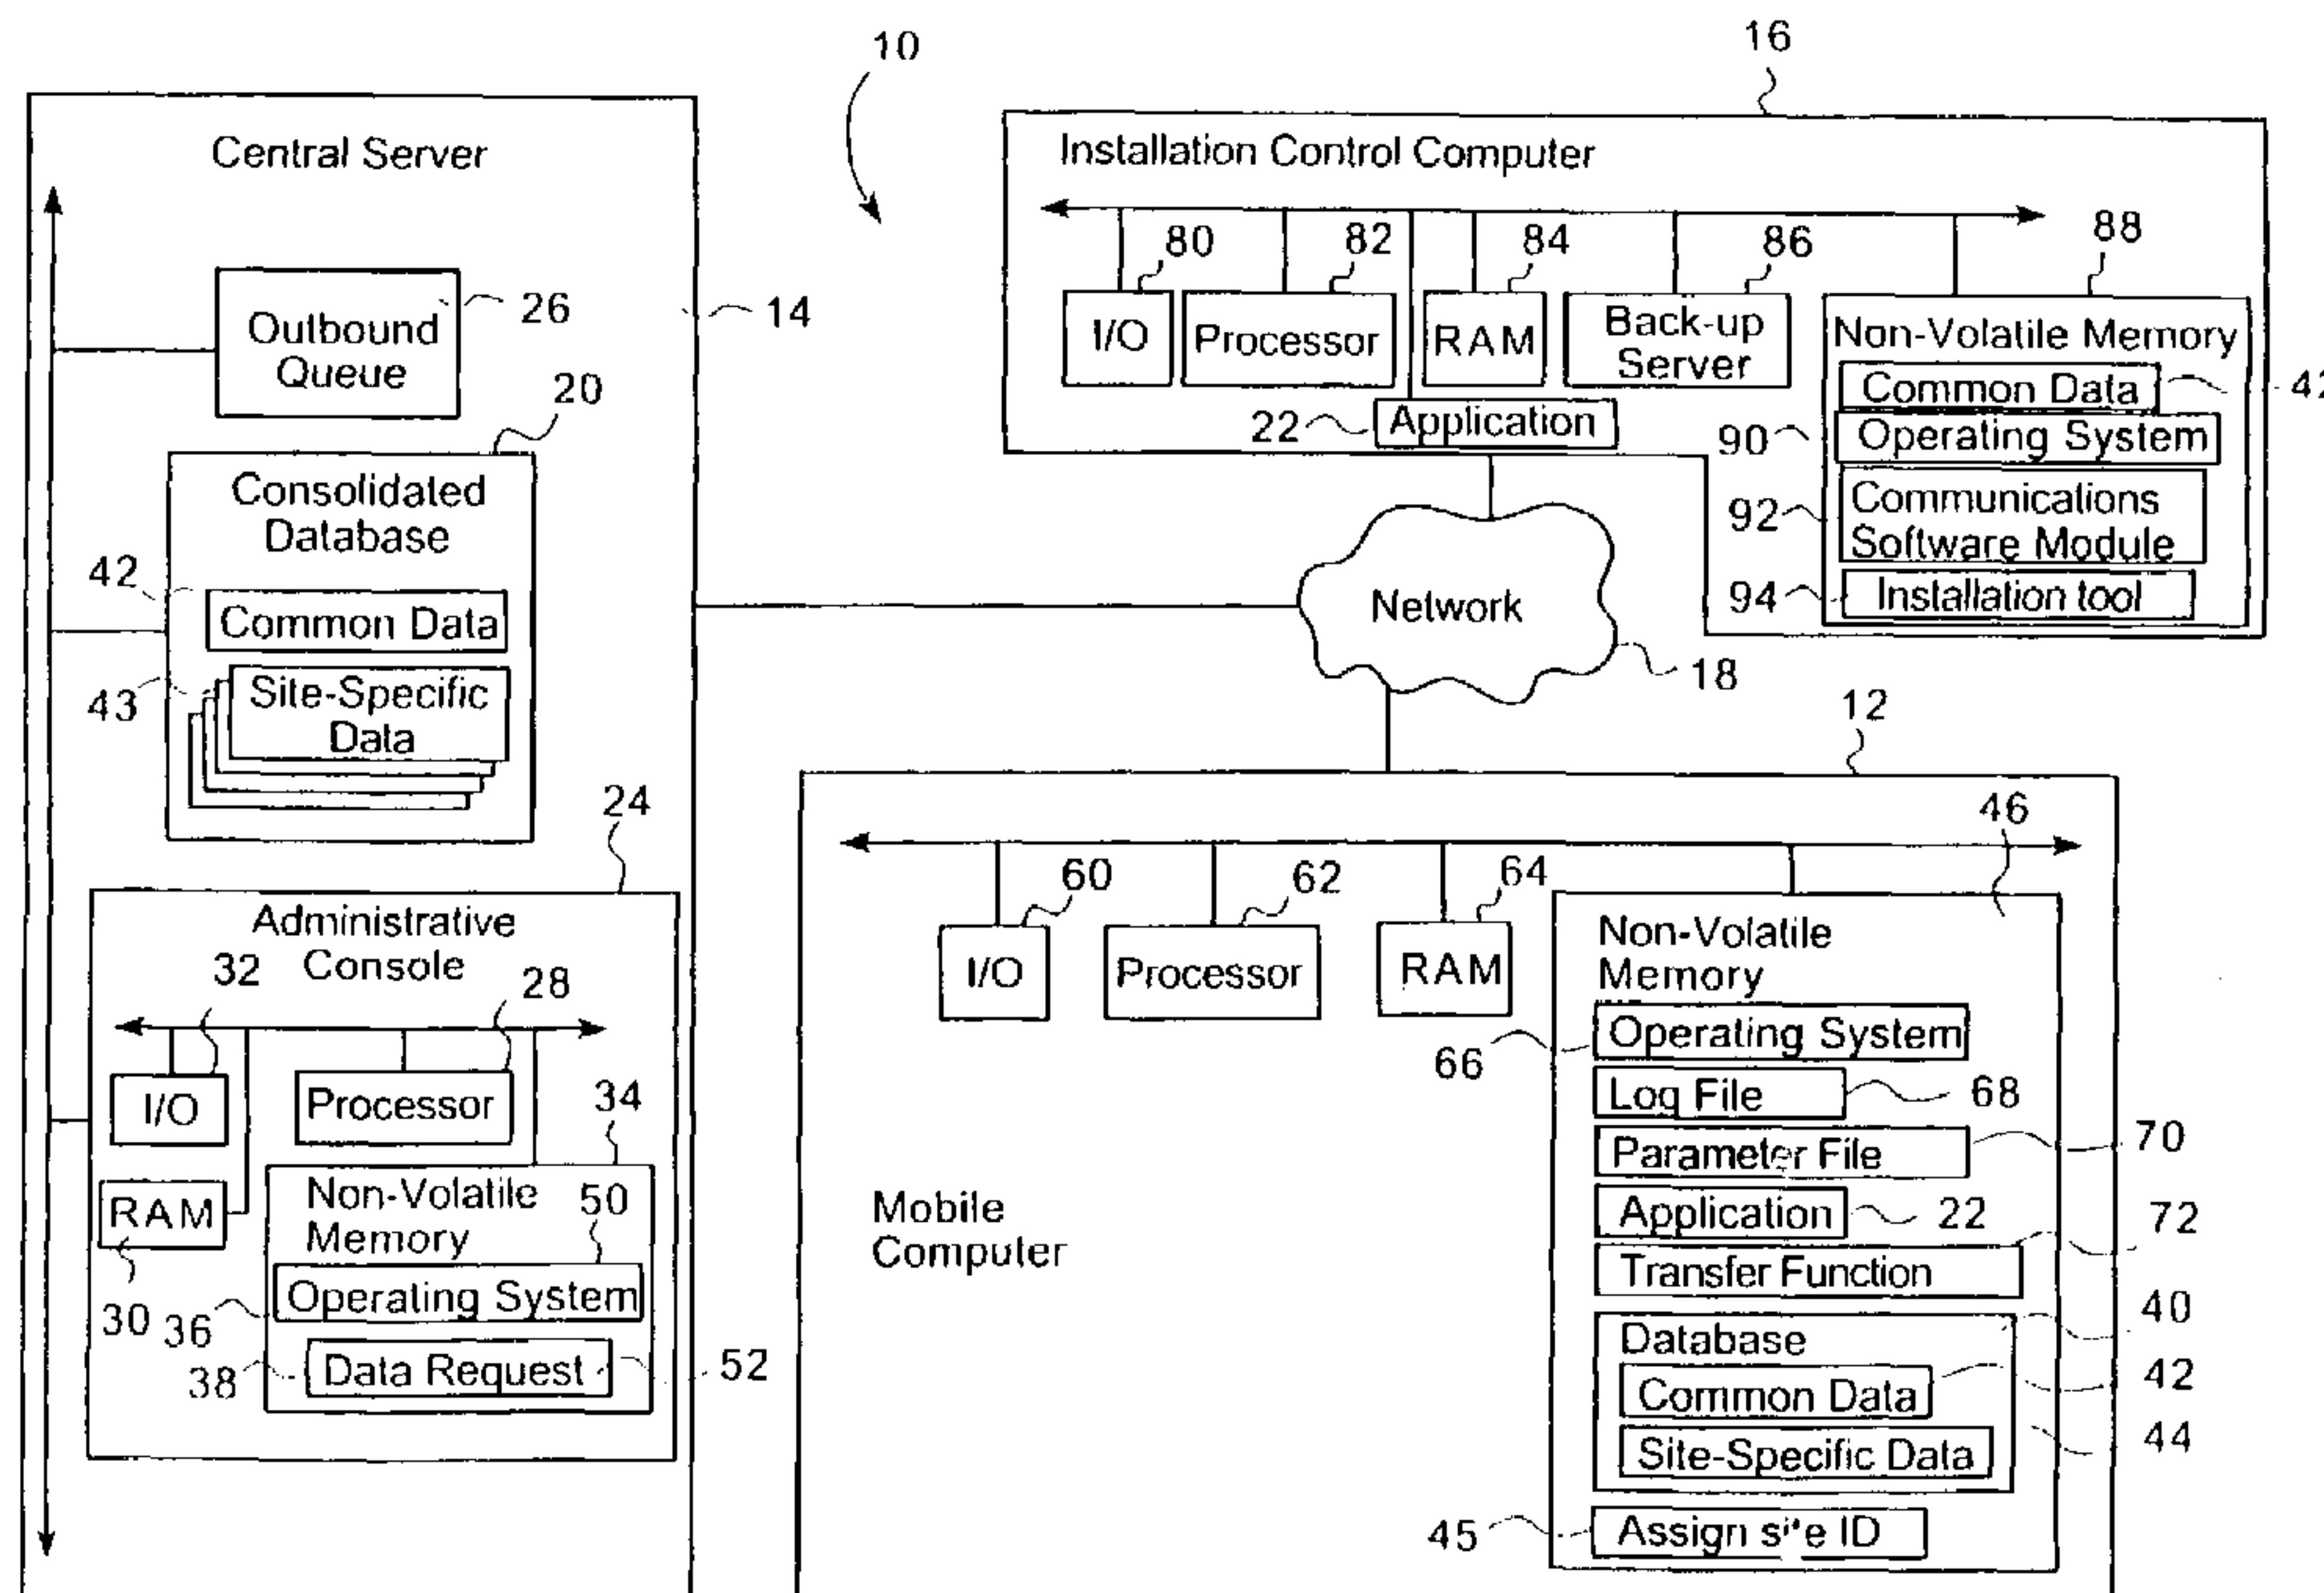 10
16
Central Server
14
26
Outbound
Queue
20
Consolidated
Database
42
Common Data
43
Site-Specific
Data
24
Administrative
Console
32
28
I/O
Processor
34
RAM
30
Non-Volatile
Memory
50
Operating System
36
Data Request
38
52
Installation Control Computer
80
82
84
86
88
I/O
Processor
RAM
Back-up
Server
22
Application
Non-Volatile Memory
Common Data
Operating System
90
Communications
Software Module
92
Installation tool
94
Network
18
12
Mobile
Computer
60
62
64
46
I/O
Processor
RAM
Non-Volatile
Memory
Operating System
66
Log File
68
Parameter File
70
Application
22
Transfer Function
72
Database
40
Common Data
42
Site-Specific Data
44
45
Assign site ID